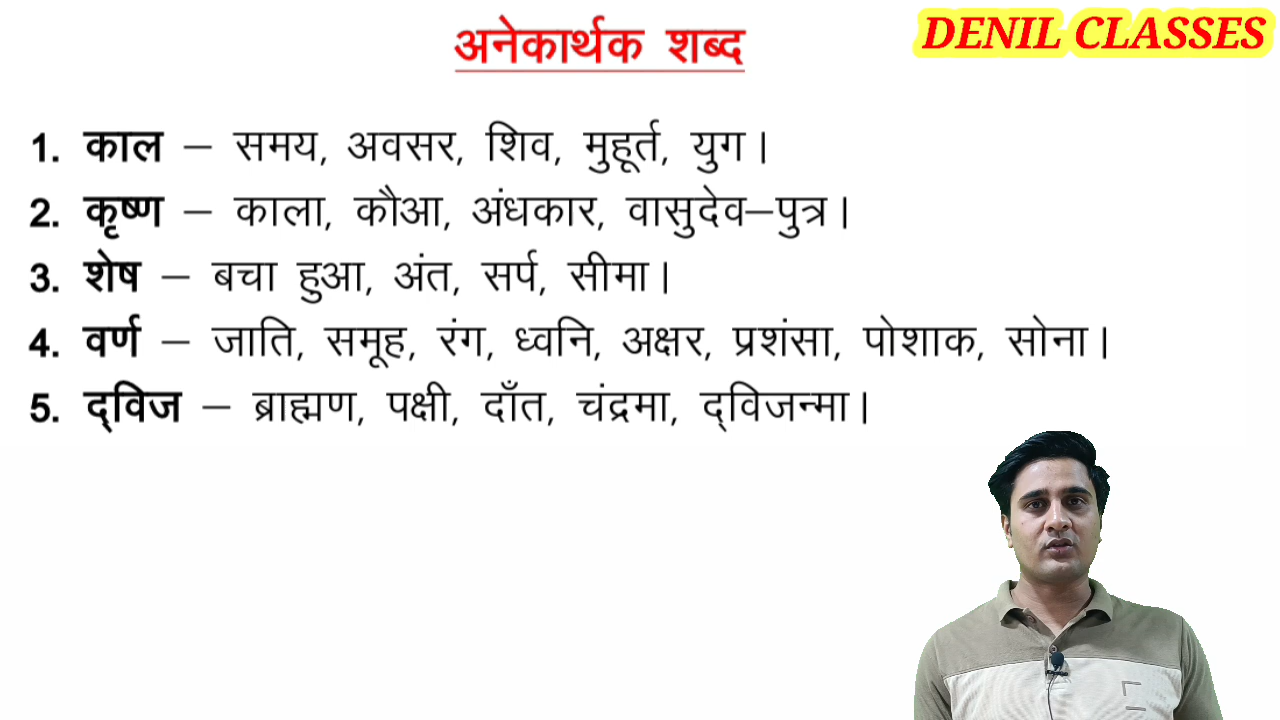 अनेकार्थक शब्द
DENIL CLASSES
1. काल – समय, अवसर, शिव, मुहूर्त, युग।
2. कृष्ण – काला, कौआ, अंधकार, वासुदेव–पुत्र।
3. शेष – बचा हुआ, अंत, सर्प, सीमा।
4. वर्ण – जाति, समूह, रंग, ध्वनि, अक्षर, प्रशंसा, पोशाक, सोना।
5. द्‌विज – ब्राह्मण, पक्षी, दाँत, चंद्रमा, द्‌विजन्मा।